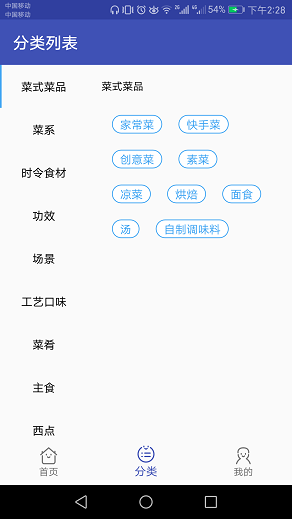 中国移动
中国移动
2G 6G 54% 下午2:28
分类列表
菜式菜品
菜系
时令食材
功效
场景
工艺口味
菜肴
主食
西点
菜式菜品
家常菜 快手菜
创意菜 素菜
凉菜 烘焙 面食
汤 自制调味料
首页 分类 我的